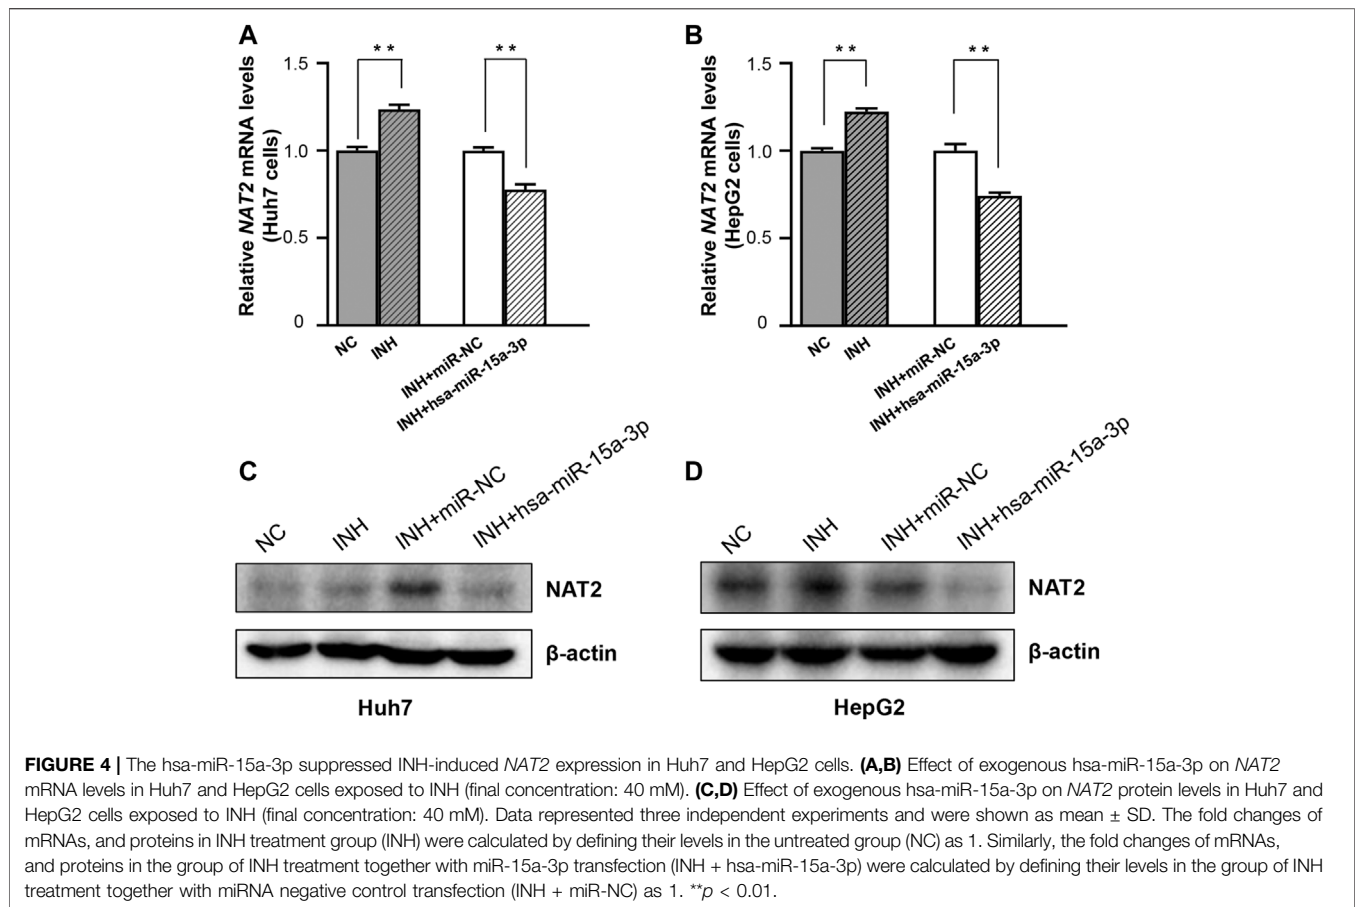 A
Relative NAT2 mRNA levels
(Huh7 cells)
1.5
1.0
0.5
0
**
**
NC
INH
INH+miR-NC
INH+hsa-miR-15a-3p
B
Relative NAT2 mRNA levels
(HepG2 cells)
1.5
1.0
0.5
0
**
**
NC
INH
INH+miR-NC
INH+hsa-miR-15a-3p
C
NC
INH
INH+miR-NC
INH+hsa-miR-15a-3p
NAT2
β-actin
Huh7
D
NC
INH
INH+miR-NC
INH+hsa-miR-15a-3p
NAT2
β-actin
HepG2
FIGURE 4 | The hsa-miR-15a-3p suppressed INH-induced NAT2 expression in Huh7 and HepG2 cells. (A,B) Effect of exogenous hsa-miR-15a-3p on NAT2
mRNA levels in Huh7 and HepG2 cells exposed to INH (final concentration: 40 mM). (C,D) Effect of exogenous hsa-miR-15a-3p on NAT2 protein levels in Huh7 and
HepG2 cells exposed to INH (final concentration: 40 mM). Data represented three independent experiments and were shown as mean ± SD. The fold changes of
mRNAs, and proteins in INH treatment group (INH) were calculated by defining their levels in the untreated group (NC) as 1. Similarly, the fold changes of mRNAs,
and proteins in the group of INH treatment together with miR-15a-3p transfection (INH + hsa-miR-15a-3p) were calculated by defining their levels in the group of INH
treatment together with miRNA negative control transfection (INH + miR-NC) as 1. **p < 0.01.